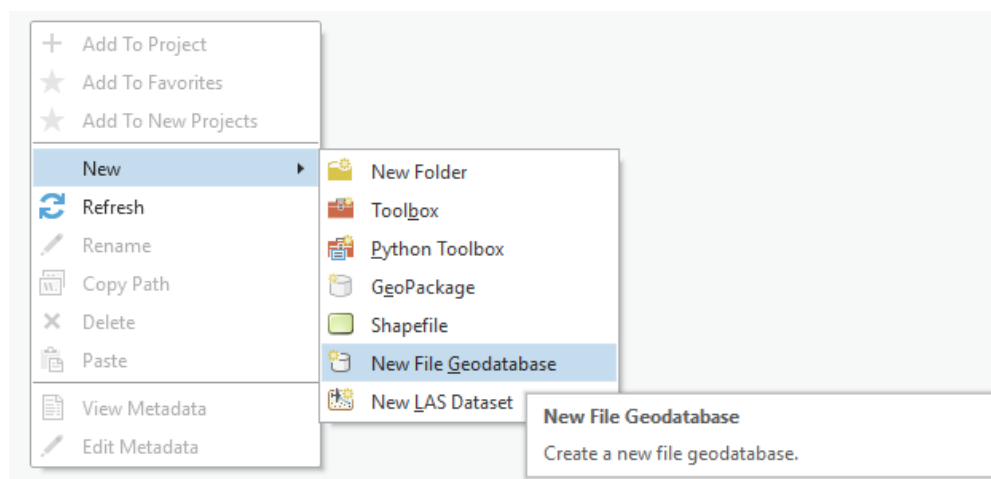 Add To Project
Add To Favorites
Add To New Projects
New
Refresh
Rename
Copy Path
Delete
Paste
View Metadata
Edit Metadata
New Folder
Toolbox
Python Toolbox
GeoPackage
Shapefile
New File Geodatabase
New LAS Dataset
New File Geodatabase
Create a new file geodatabase.